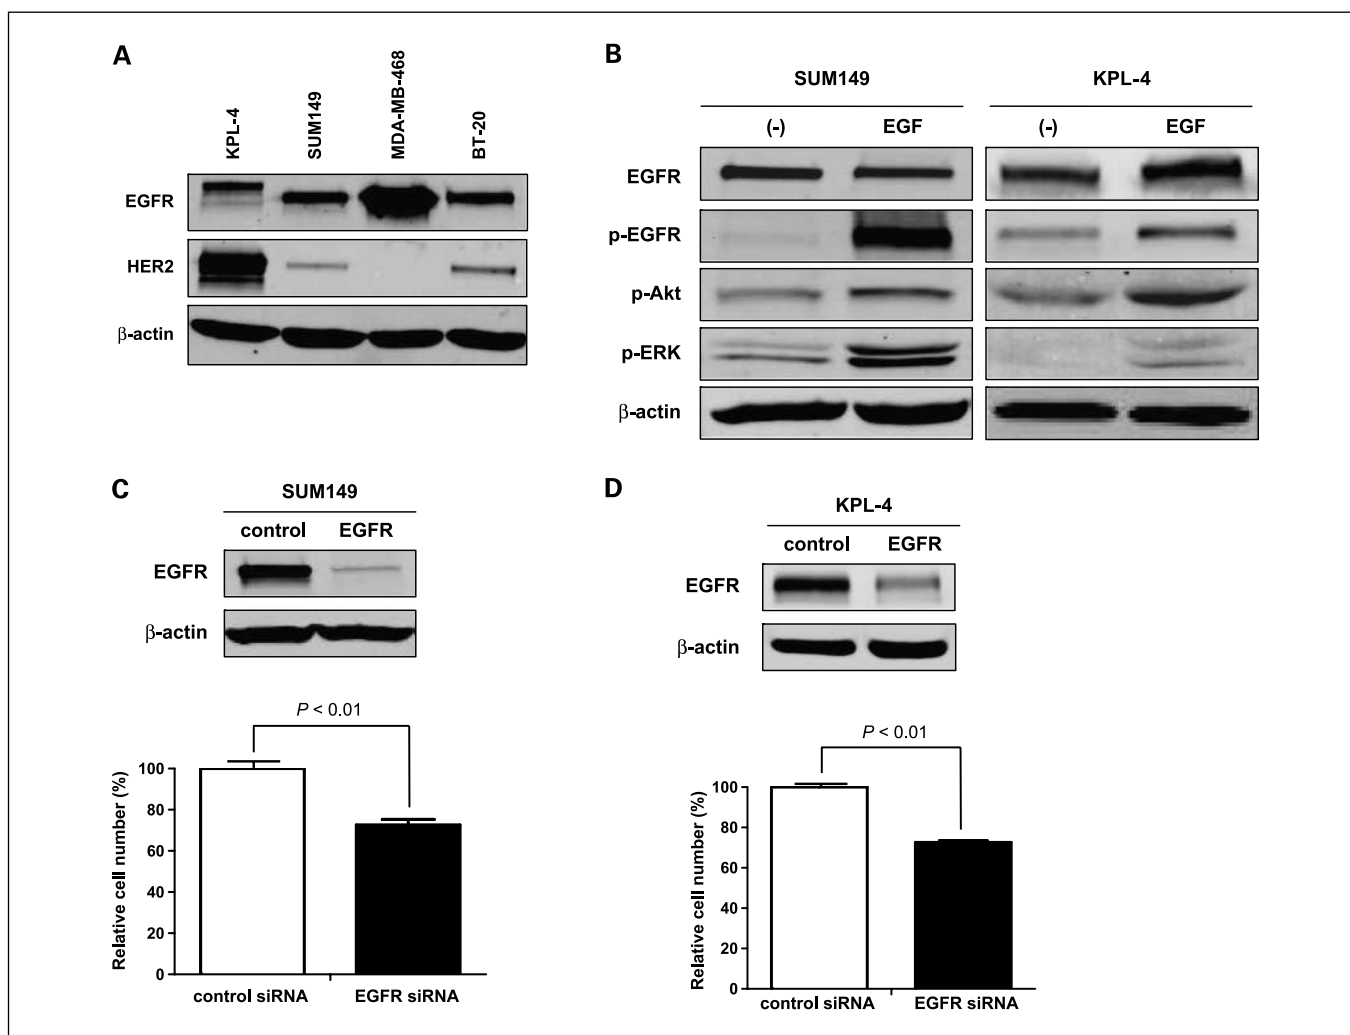 A
KPL-4
SUM149
MDA-MB-468
BT-20
EGFR
HER2
β-actin
B
SUM149
KPL-4
(-)
EGF
(-)
EGF
EGFR
p-EGFR
p-Akt
p-ERK
β-actin
C
SUM149
control
EGFR
EGFR
β-actin
P < 0.01
Relative cell number (%)
100
80
60
40
20
0
control siRNA
EGFR siRNA
D
KPL-4
control
EGFR
EGFR
β-actin
P < 0.01
Relative cell number (%)
100
80
60
40
20
0
control siRNA
EGFR siRNA